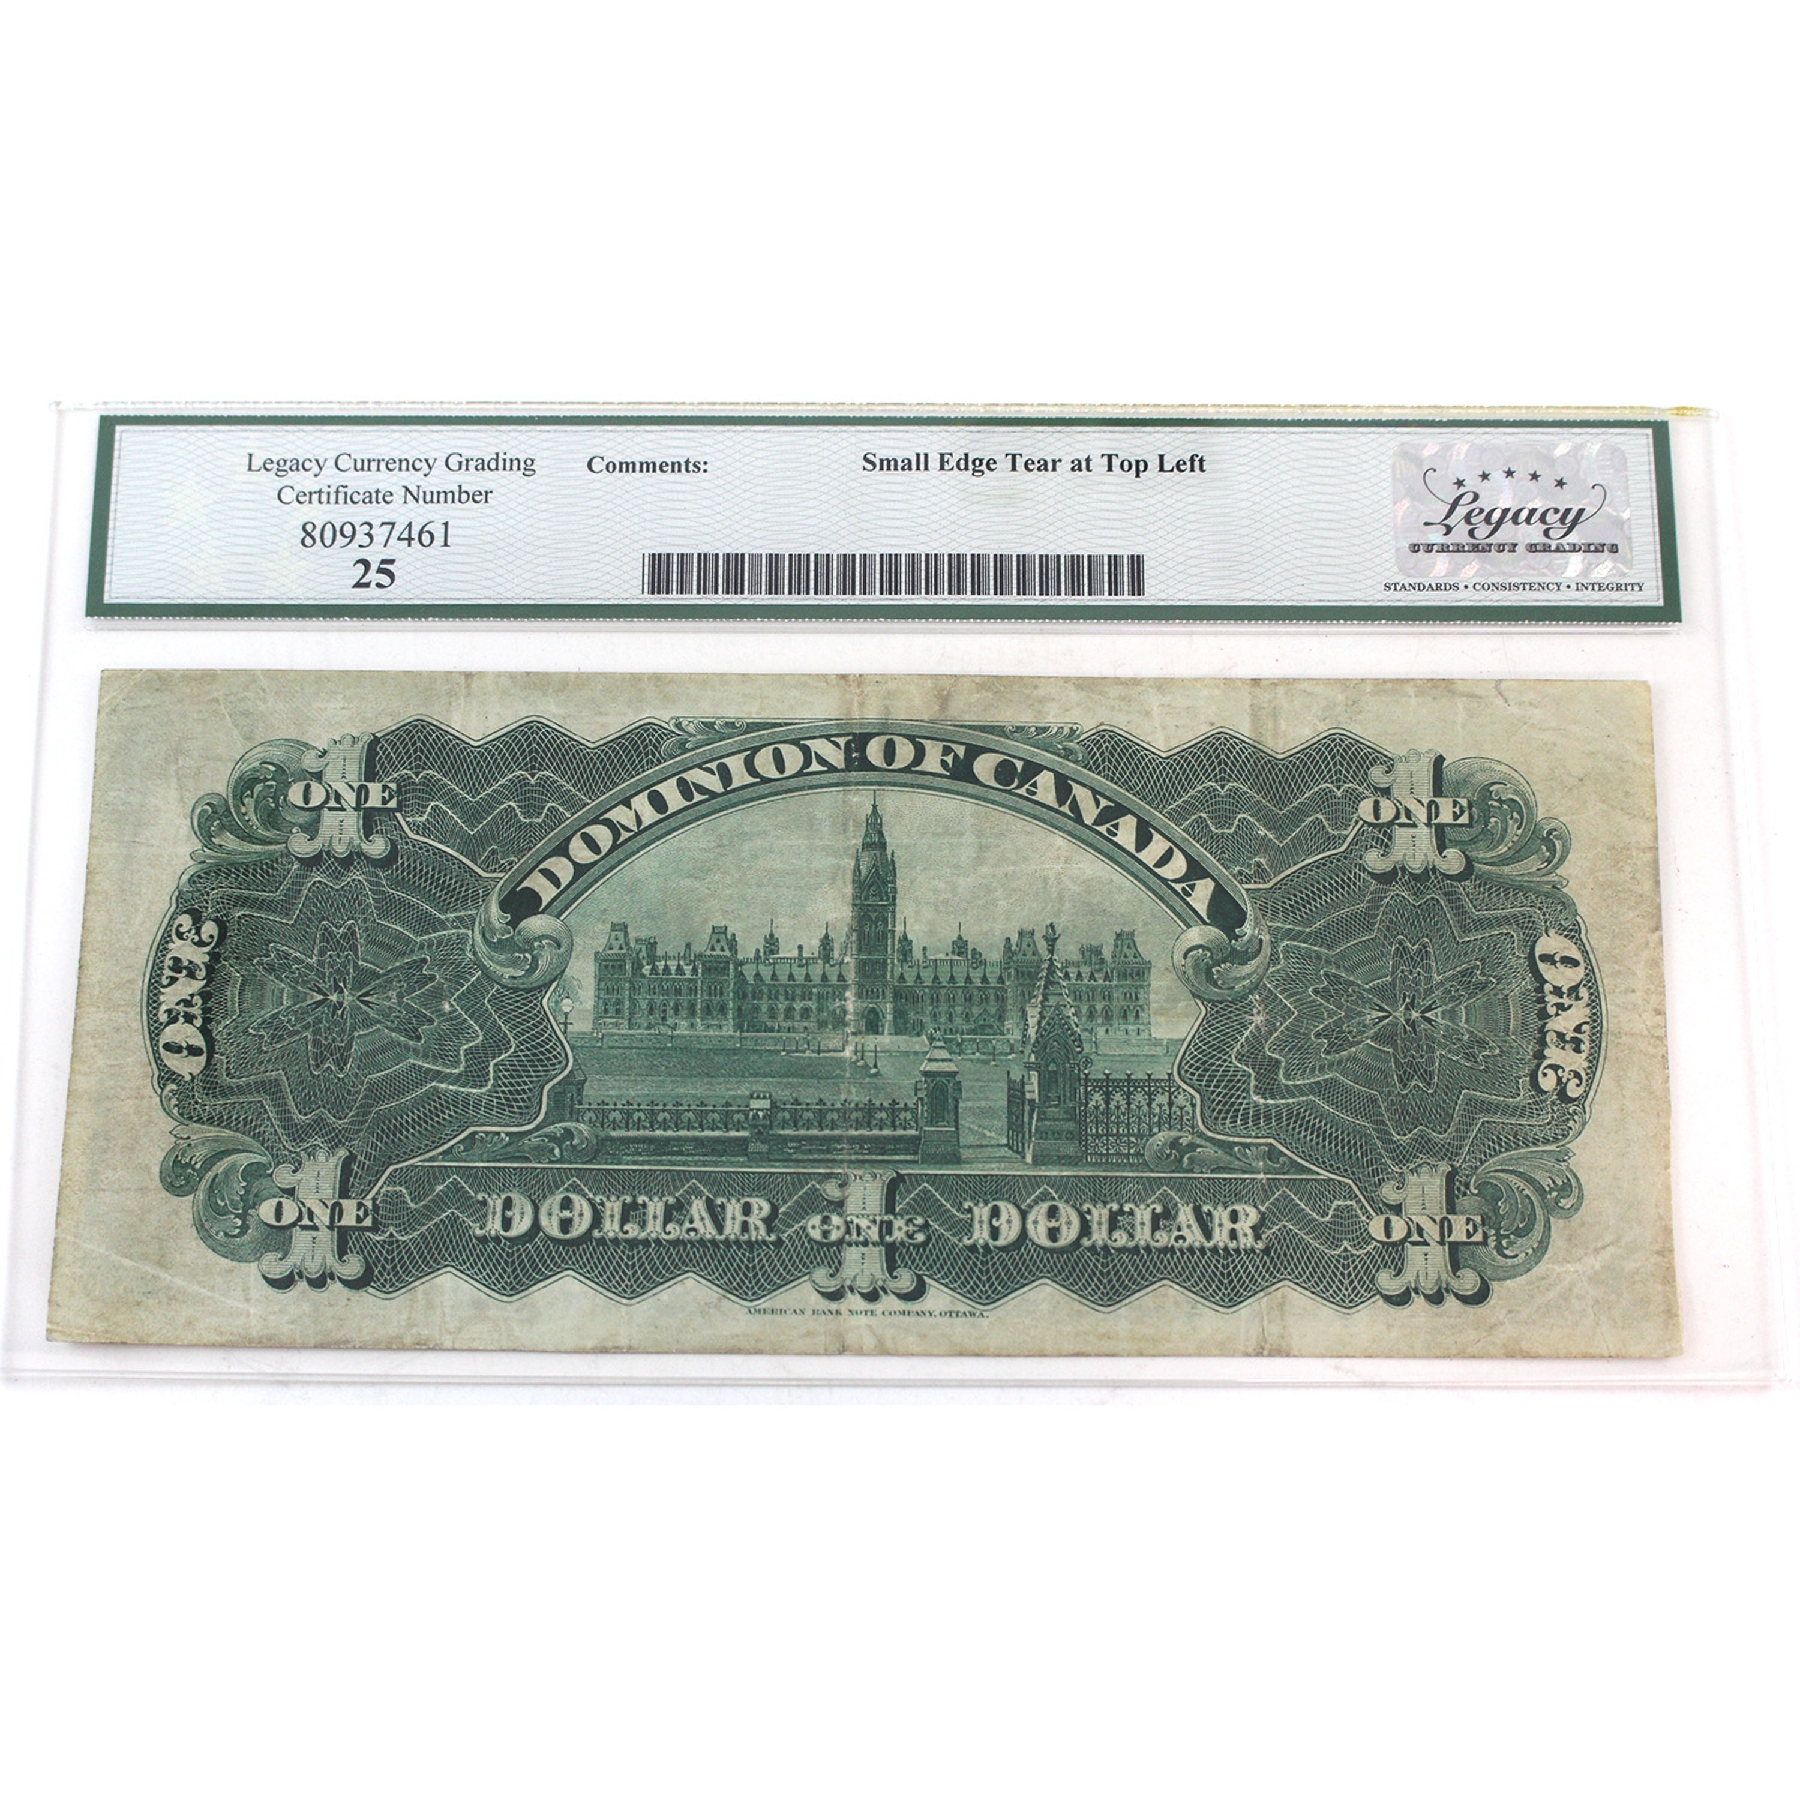 Legacy Currency Grading
Certificate Number
80937461
25
Comments:
Small Edge Tear at Top Left
Legacy
CURRENCY GRADING
STANDARDS • CONSISTENCY • INTEGRITY
DOMINION OF CANADA
ONE
ONE
ONE
ONE
ONE
DOLLAR ONE DOLLAR
ONE
AMERICAN BANK NOTE COMPANY, OTTAWA.